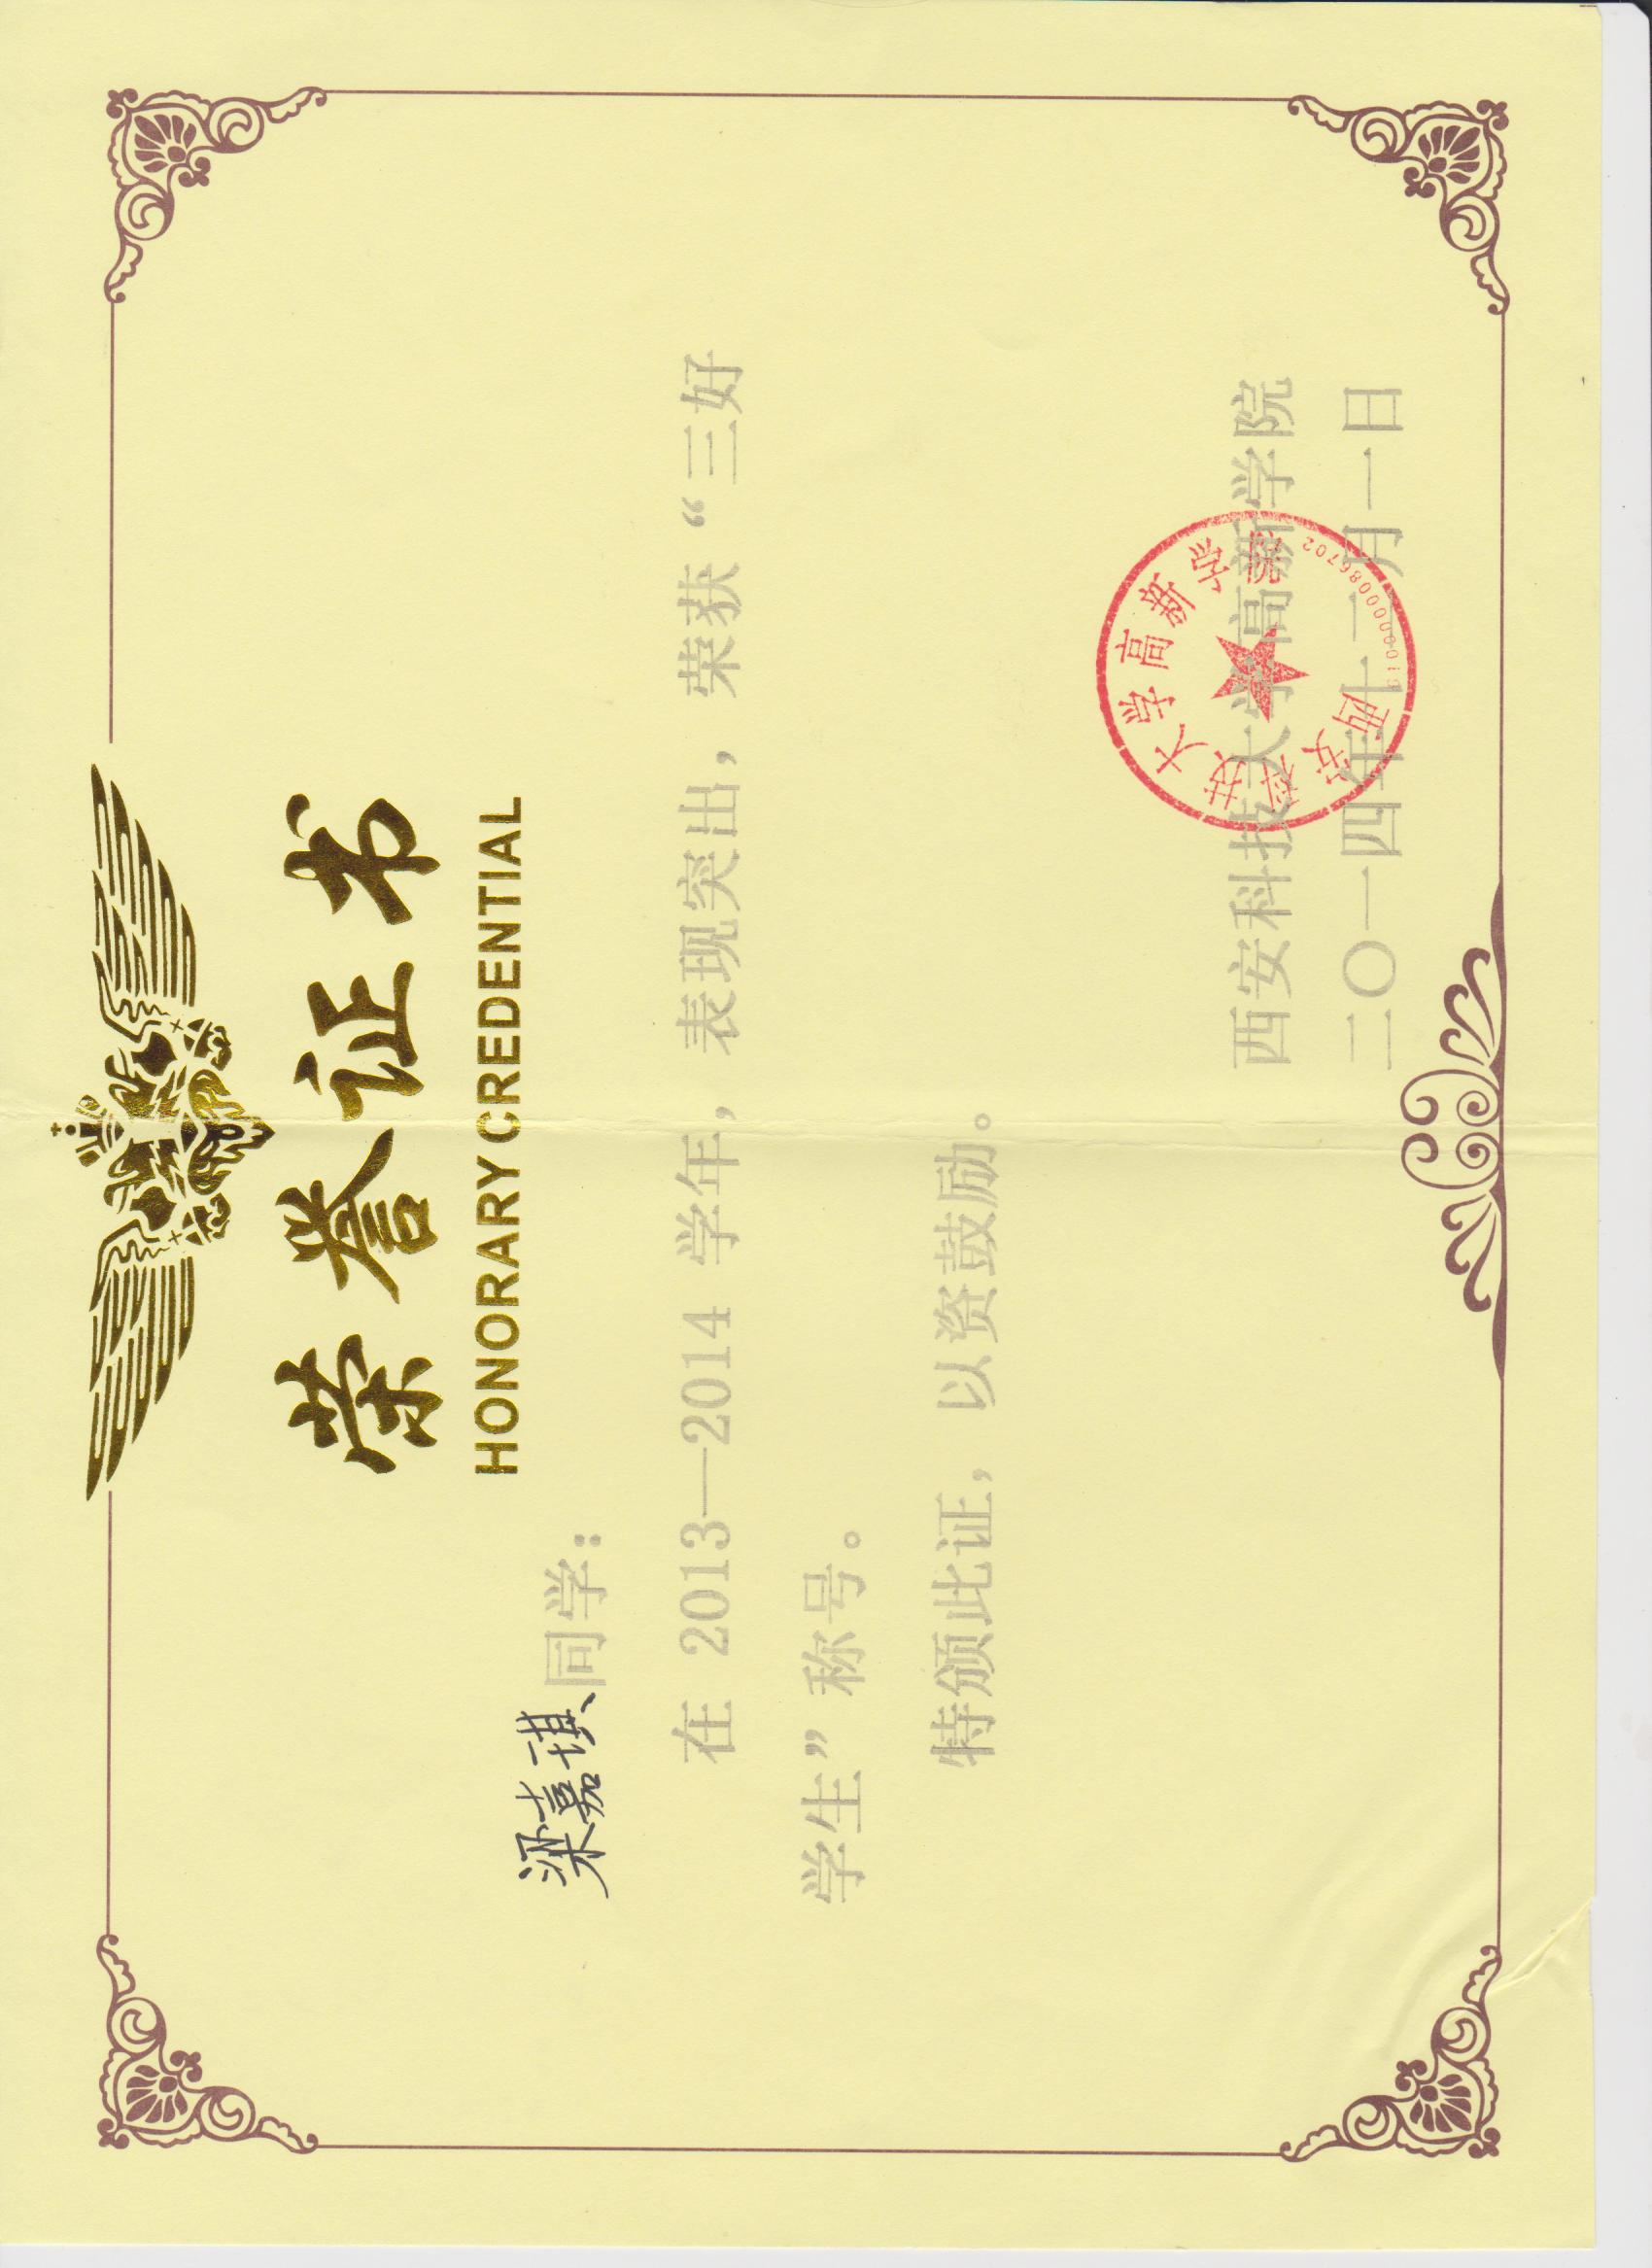 荣誉证书
HONORARY CREDENTIAL
梁嘉琪同学：
在 2013—2014 学年，表现突出，荣获“三好
学生”称号。
特颁此证，以资鼓励。
西安科技大学高新学院
二〇一四年十二月一日
西安科技大学高新学院